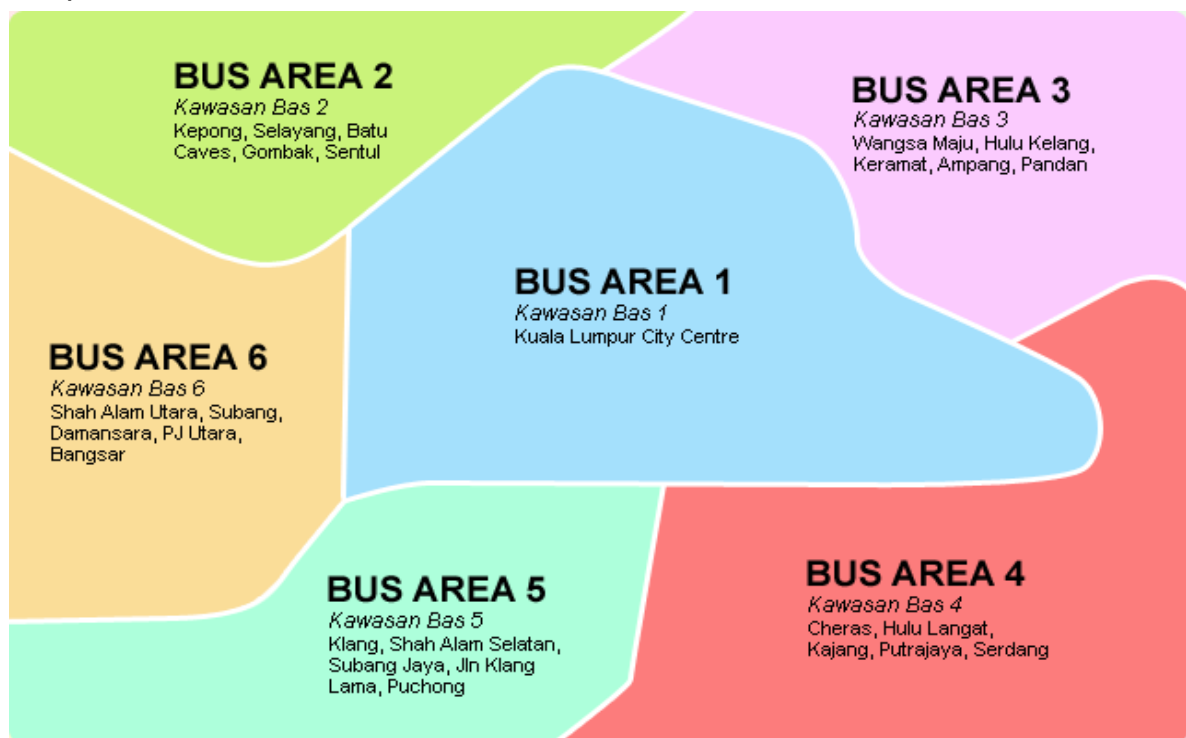 BUS AREA 2
Kawasan Bas 2
Kepong, Selayang, Batu
Caves, Gombak, Sentul
BUS AREA 3
Kawasan Bas 3
Wangsa Maju, Hulu Kelang,
Keramat, Ampang, Pandan
BUS AREA 1
Kawasan Bas 1
Kuala Lumpur City Centre
BUS AREA 6
Kawasan Bas 6
Shah Alam Utara, Subang,
Damansara, PJ Utara,
Bangsar
BUS AREA 5
Kawasan Bas 5
Klang, Shah Alam Selatan,
Subang Jaya, Jln Klang
Lama, Puchong
BUS AREA 4
Kawasan Bas 4
Cheras, Hulu Langat,
Kajang, Putrajaya, Serdang